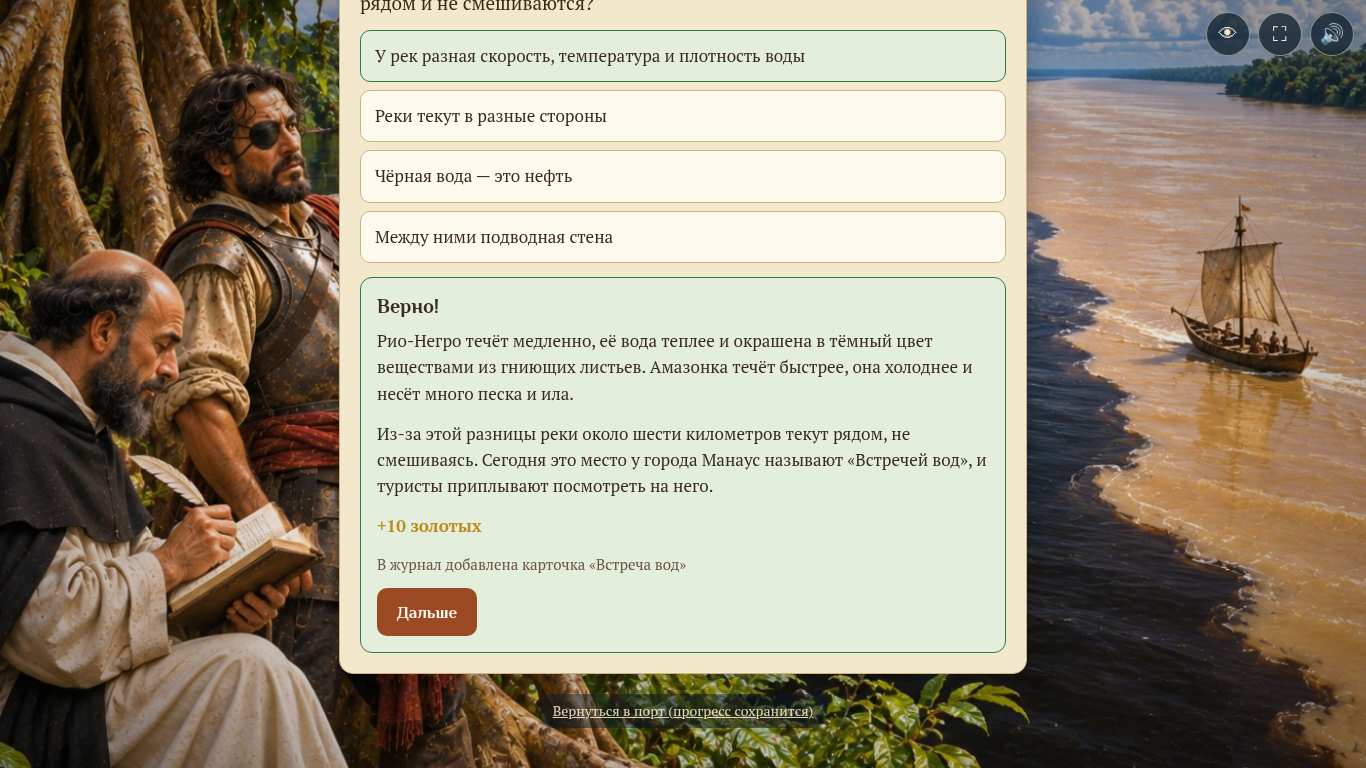 рядом и не смешиваются?
У рек разная скорость, температура и плотность воды
Реки текут в разные стороны
Чёрная вода — это нефть
Между ними подводная стена
Верно!
Рио-Негро течёт медленно, её вода теплее и окрашена в тёмный цвет
веществами из гниющих листьев. Амазонка течёт быстрее, она холоднее и
несёт много песка и ила.
Из-за этой разницы реки около шести километров текут рядом, не
смешиваясь. Сегодня это место у города Манаус называют «Встречей вод», и
туристы приплывают посмотреть на него.
+10 золотых
В журнал добавлена карточка «Встреча вод»
Дальше
Вернуться в порт (прогресс сохранится)